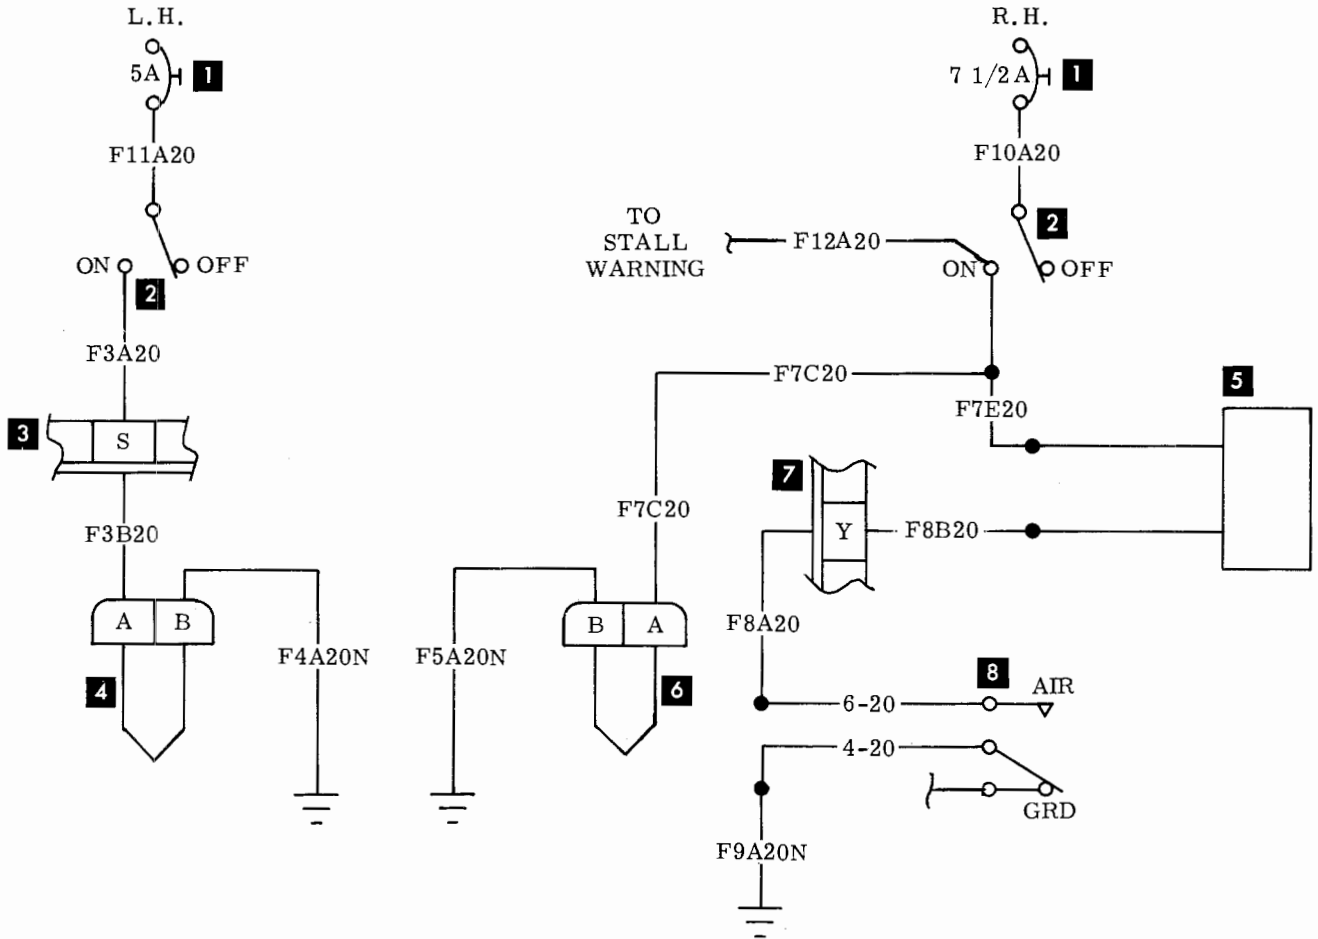 L.H.
R.H.
5A
1
7 1/2 A
1
F11A20
F10A20
TO
STALL
WARNING
F12A20
2
ON
OFF
ON
OFF
2
F3A20
F7C20
F7E20
5
3
S
7
F7C20
F3B20
Y
F8B20
A
B
B
A
F8A20
F4A20N
F5A20N
4
6
8
AIR
6-20
4-20
GRD
F9A20N